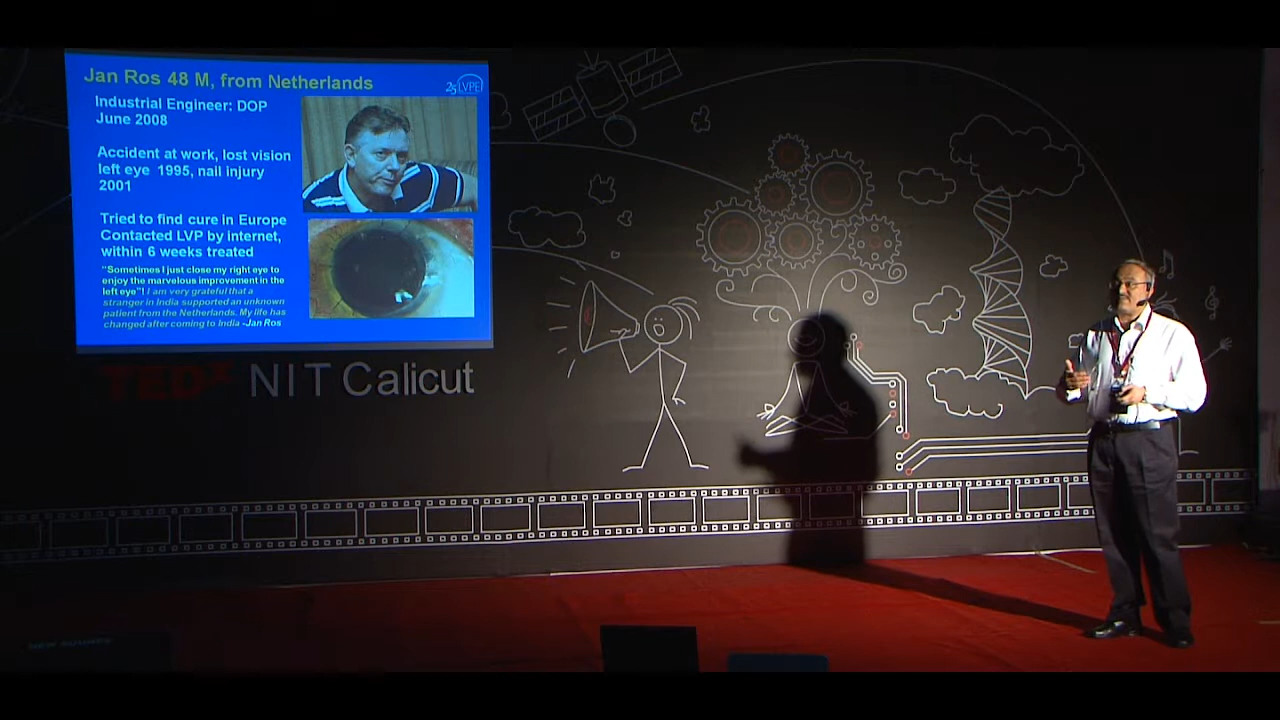 Jan Ros 48 M, from Netherlands
25 LVPE
Industrial Engineer: DOP
June 2008
Accident at work, lost vision
left eye 1995, nail injury
2001
Tried to find cure in Europe
Contacted LVP by internet,
within 6 weeks treated
"Sometimes I just close my right eye to
enjoy the marvelous improvement in the
left eye"! I am very grateful that a
stranger in India supported an unknown
patient from the Netherlands. My life has
changed after coming to India -Jan Ros
TEDx NIT Calicut